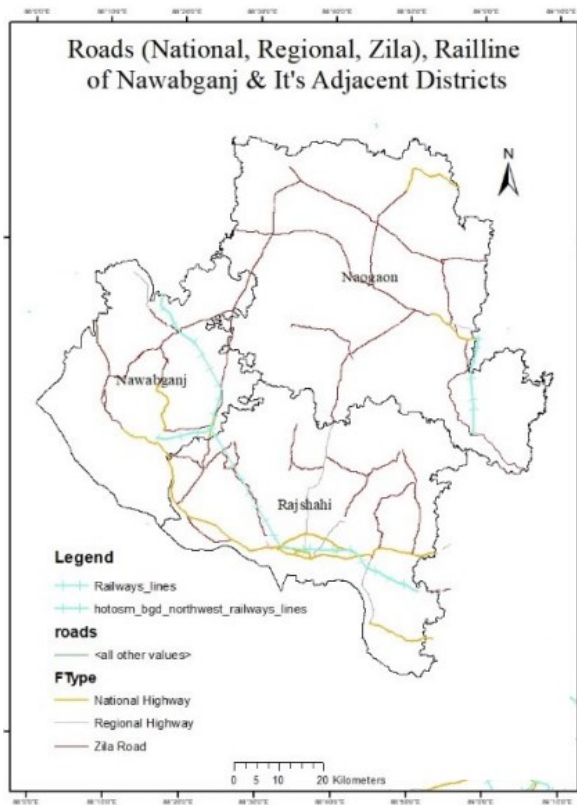 Roads (National, Regional, Zila), Railline
of Nawabganj & It's Adjacent Districts
N
Naogaon
Nawabganj
Rajshahi
Legend
Railways_lines
hotosm_bgd_northwest_railways_lines
roads
<all other values>
FType
National Highway
Regional Highway
Zila Road
0 5 10 20 Kilometers